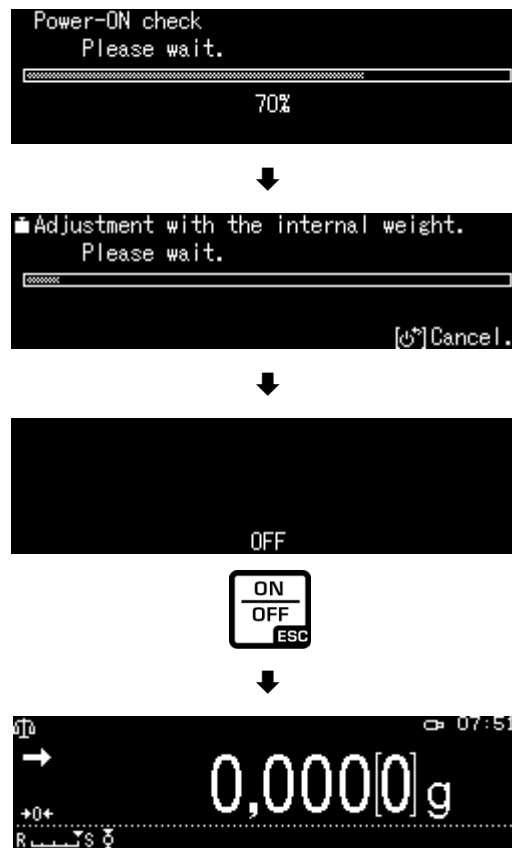 Power-ON check
Please wait.
70%
Adjustment with the internal weight.
Please wait.
[⏻]Cancel.
OFF
ON
OFF
ESC
07:51
0,000[0] g
→0←
R S